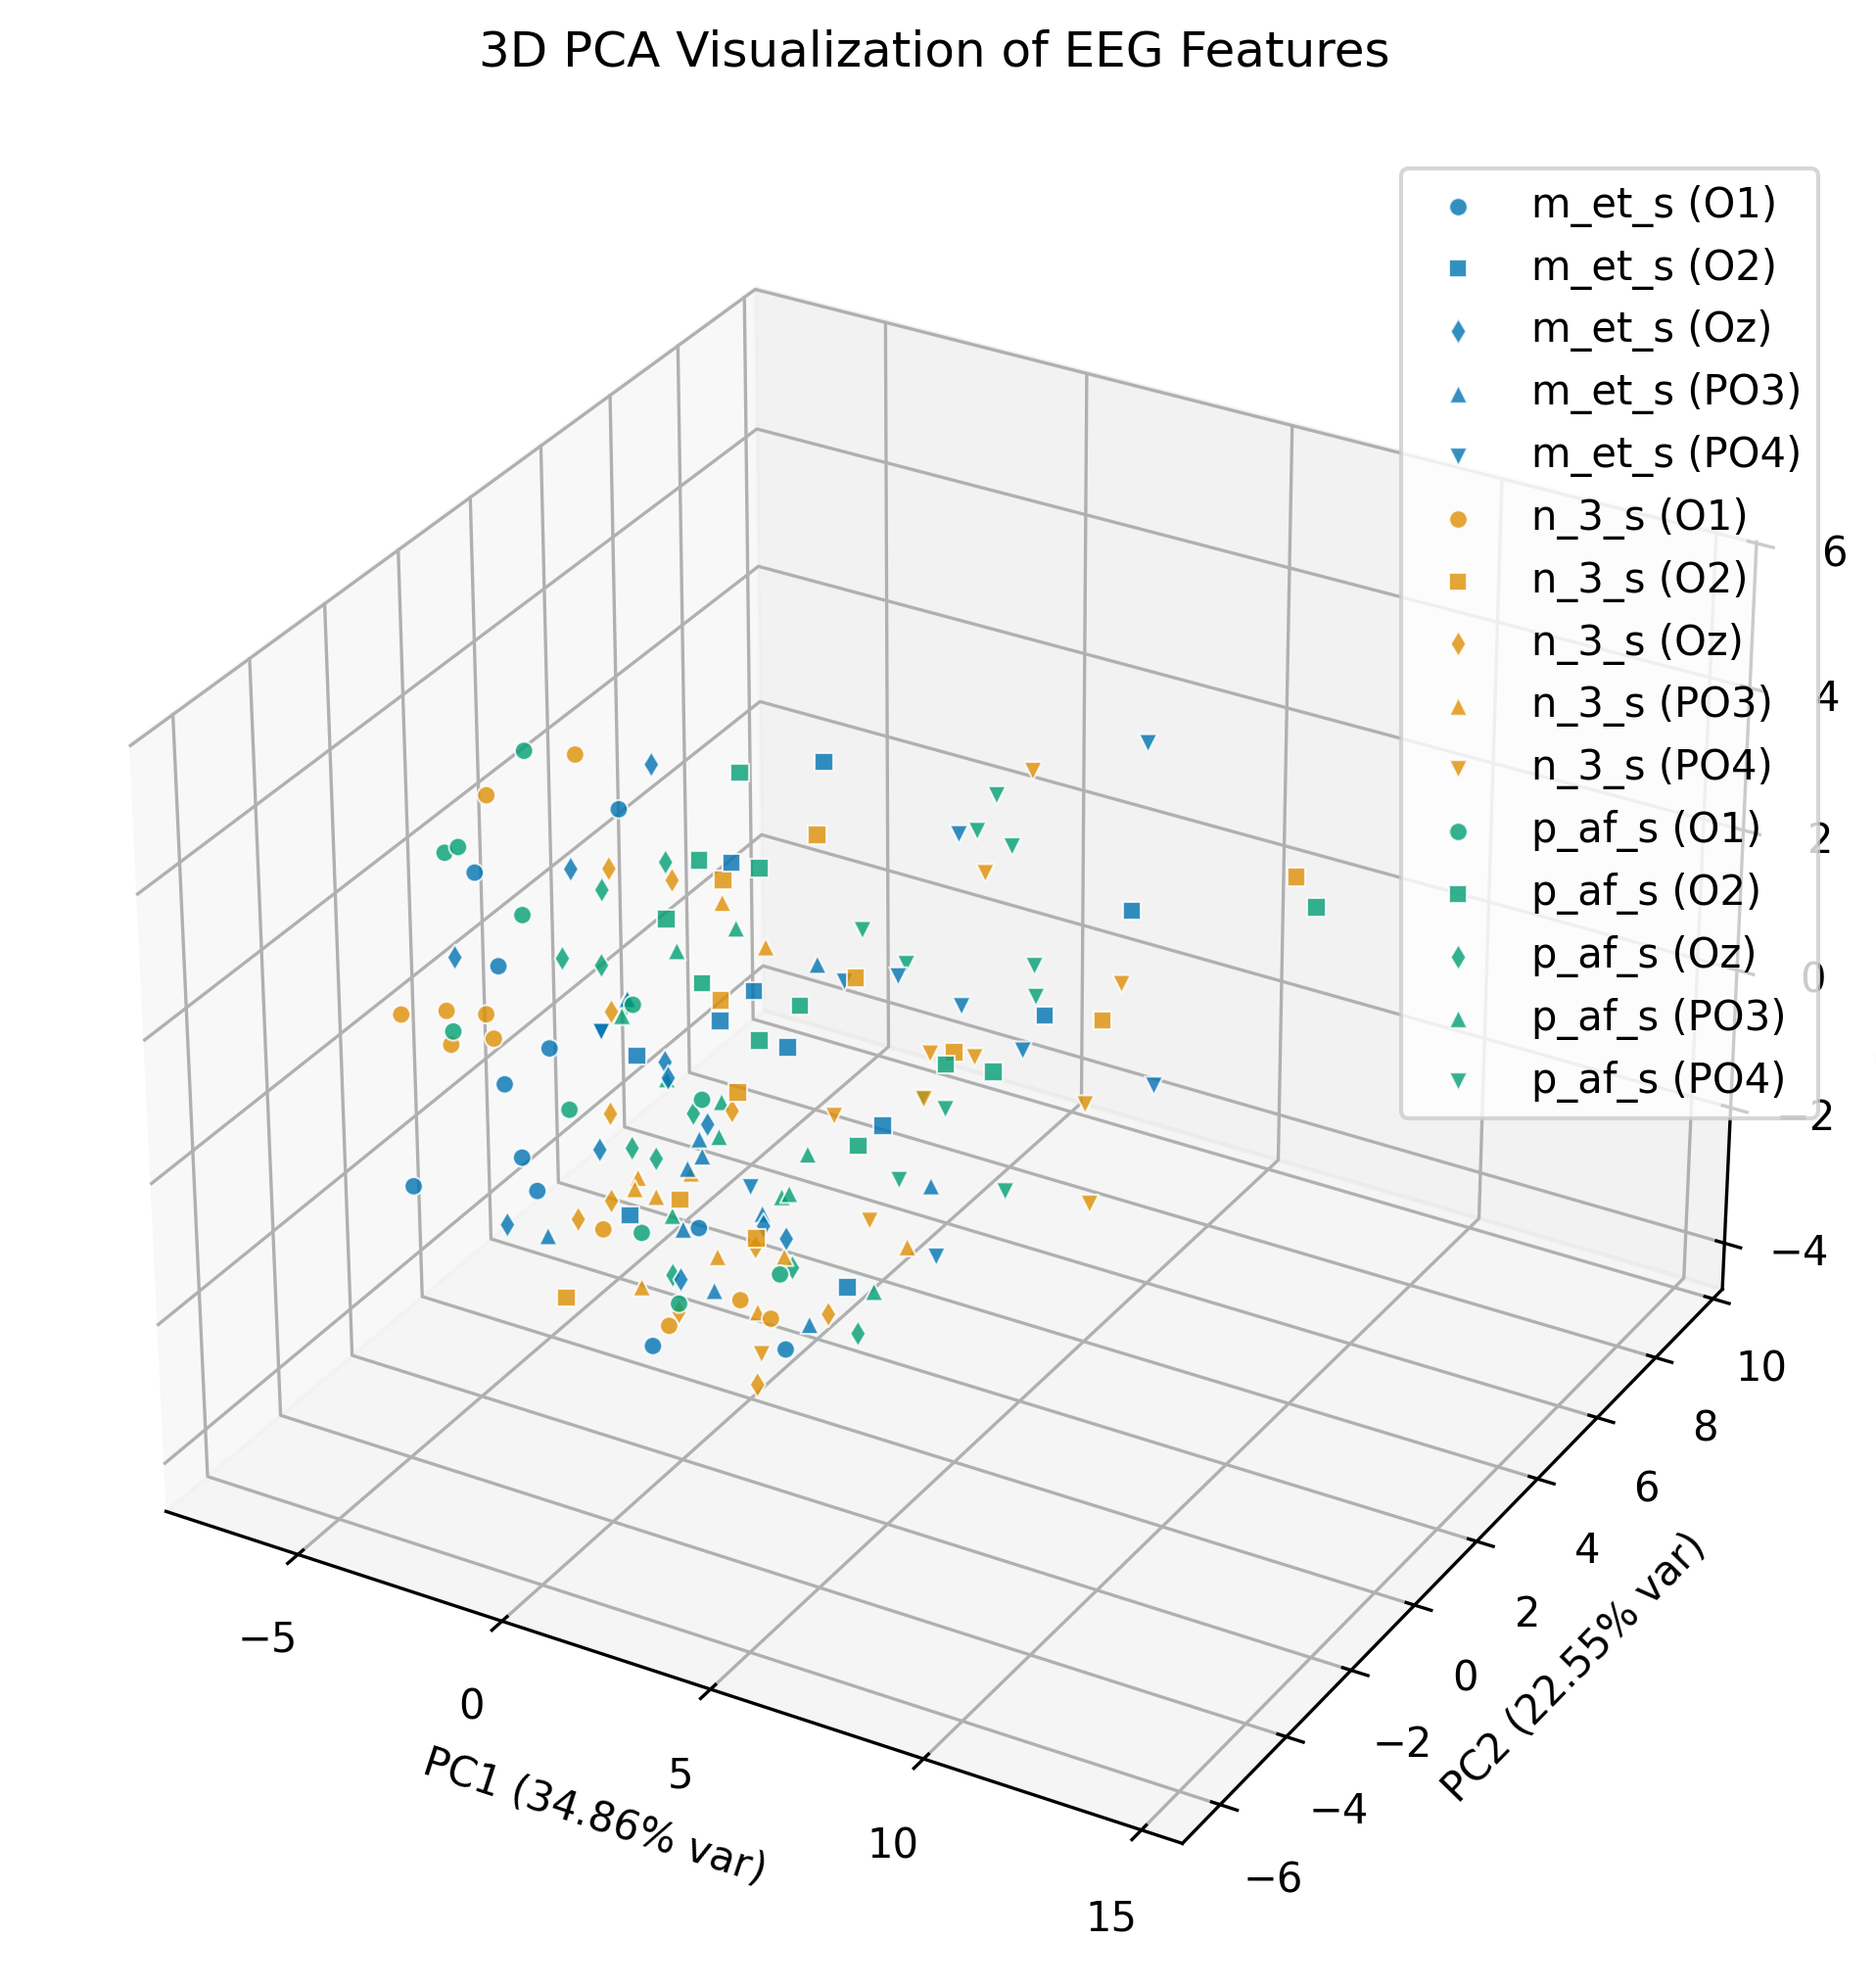 3D PCA Visualization of EEG Features
m_et_s (O1)
m_et_s (O2)
m_et_s (Oz)
m_et_s (PO3)
m_et_s (PO4)
n_3_s (O1)
n_3_s (O2)
n_3_s (Oz)
n_3_s (PO3)
n_3_s (PO4)
p_af_s (O1)
p_af_s (O2)
p_af_s (Oz)
p_af_s (PO3)
p_af_s (PO4)
6
4
2
0
−2
−4
10
8
6
4
2
0
−2
−4
−6
PC2 (22.55% var)
−5
0
5
10
15
PC1 (34.86% var)